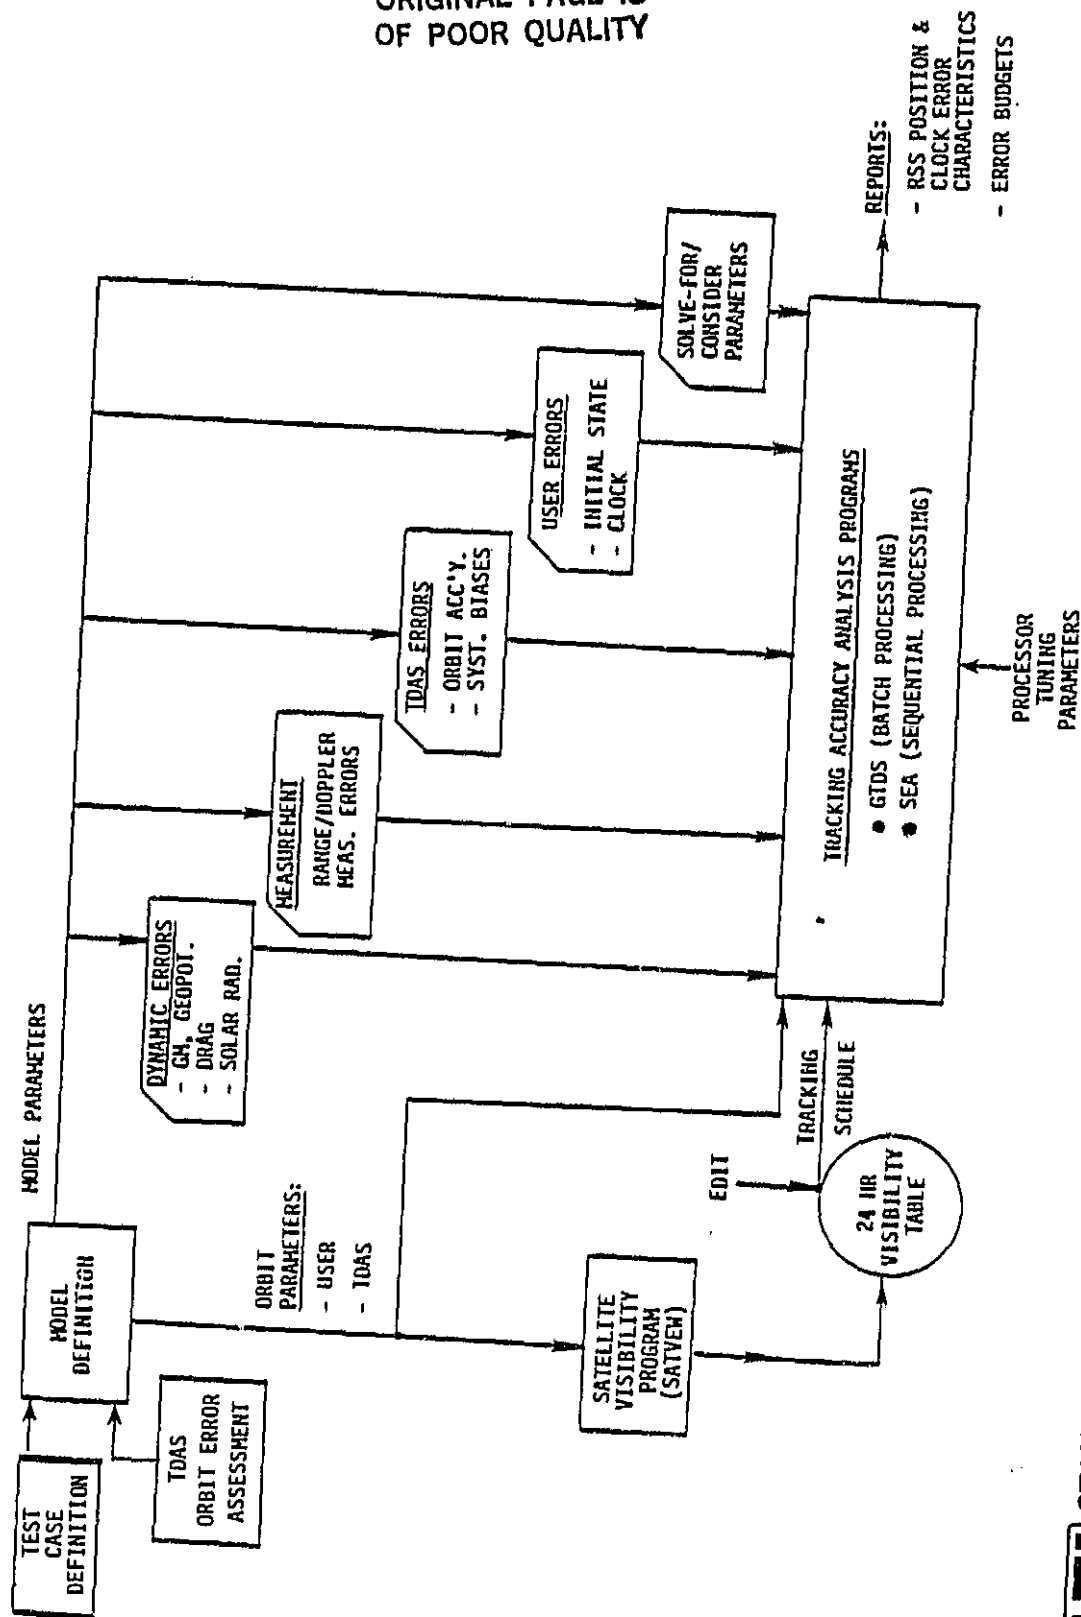 ORIGINAL PAGE IS
OF POOR QUALITY
TEST
CASE
DEFINITION
TDAS
ORBIT ERROR
ASSESSMENT
MODEL
DEFINITION
MODEL PARAMETERS
ORBIT
PARAMETERS:
- USER
- TDAS
DYNAMIC ERRORS
- GM, GEOPOT.
- DRAG
- SOLAR RAD.
MEASUREMENT
RANGE/DOPPLER
MEAS. ERRORS
TDAS ERRORS
- ORBIT ACC'Y.
- SYST. BIASES
USER ERRORS
- INITIAL STATE
- CLOCK
SOLVE-FOR/
CONSIDER
PARAMETERS
SATELLITE
VISIBILITY
PROGRAM
(SATVEW)
EDIT
24 HR
VISIBILITY
TABLE
TRACKING
SCHEDULE
TRACKING ACCURACY ANALYSIS PROGRAMS
● GTDS (BATCH PROCESSING)
● SEA (SEQUENTIAL PROCESSING)
PROCESSOR
TUNING
PARAMETERS
REPORTS:
- RSS POSITION &
CLOCK ERROR
CHARACTERISTICS
- ERROR BUDGETS